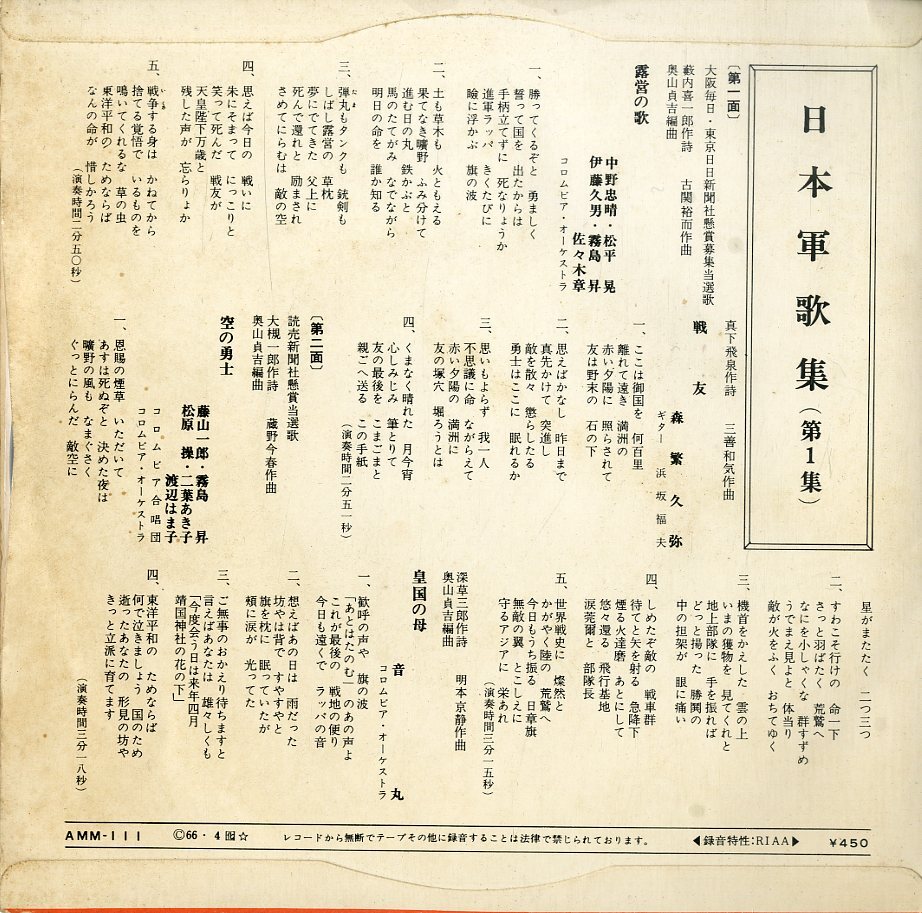 日本軍歌集（第1集）
〔第一面〕
大阪毎日・東京日日新聞社懸賞募集当選歌
薮内喜一郎作詩　古関裕而作曲
奥山貞吉編曲
露営の歌
中野忠晴・松平　晃
伊藤久男・霧島　昇
佐々木章
コロムビア・オーケストラ
一、勝ってくるぞと　勇ましく
誓って国を　出たからは
手柄立てずに　死なりょうか
進軍ラッパ　きくたびに
瞼に浮かぶ　旗の波
二、土も草木も　火ともえる
果てなき曠野　ふみ分けて
進む日の丸　鉄かぶと
馬のたてがみ　なでながら
明日の命を　誰か知る
三、弾丸もタンクも　銃剣も
たま
しばし露営の　草枕
夢にでてきた　父上に
死んで還れと　励まされ
さめてにらむは　敵の空
四、思えば今日の　戦いに
朱にそまって　にっこりと
笑って死んだ　戦友が
天皇陛下万歳と
残した声が　忘らりょか
五、戦争する身は　かねてから
いくさ
捨てる覚悟で　いるものを
鳴いてくれるな　草の虫
東洋平和の　ためならば
なんの命が　惜しかろう
（演奏時間二分五〇秒）
真下飛泉作詩　三善和気作曲
戦友
森繁久弥
ギター　浜坂福夫
一、ここは御国を　何百里
離れて遠き　満洲の
赤い夕陽に　照らされて
友は野末の　石の下
二、思えばかなし　昨日まで
真先かけて　突進し
敵を散々　懲らしたる
勇士はここに　眠れるか
三、思いもよらず　我一人
不思議に命　ながらえて
赤い夕陽の　満洲に
友の塚穴　堀ろうとは
四、くまなく晴れた　月今宵
心しみじみ　筆とりて
友の最後を　こまごまと
親ごへ送る　この手紙
（演奏時間二分五一秒）
〔第二面〕
読売新聞社懸賞当選歌
大槻一郎作詩　蔵野今春作曲
奥山貞吉編曲
空の勇士
藤山一郎・霧島　昇
松原　操・二葉あき子
渡辺はま子
コロムビア合唱団
コロムビア・オーケストラ
一、恩賜の煙草　いただいて
あすは死ぬぞと　決めた夜は
曠野の風も　なまぐさく
ぐっとにらんだ　敵空に
星がまたたく　二つ三つ
二、すわこそ行けの　命一下
さっと羽ばたく　荒鷲へ
なにを小しゃくな　群すずめ
うでまえ見よと　体当り
敵が火をふく　おちてゆく
三、機首をかえした　雲の上
いまの獲物を　見てくれと
地上部隊に　手を振れば
どっと揚った　勝鬨の
中の担架が　眼に痛い
四、しめたぞ敵の　戦車群
待てと矢を射る　急降下
煙る火達磨　あとにして
悠々還る　飛行基地
涙莞爾と　部隊長
五、世界戦史に　燦然と
かがやく陸の　荒鷲へ
今日もうち振る　日章旗
無敵の翼　とこしえに
守るアジアに　栄あれ
（演奏時間三分一五秒）
深草三郎作詩　明本京静作曲
奥山貞吉編曲
皇国の母
音丸
コロムビア・オーケストラ
一、歓呼の声や　旗の波
「あとはたのむ」のあの声よ
これが最後の　戦地の便り
今日も遠くで　ラッパの音
二、想えばあの日は　雨だった
坊やは背で　すやすやと
旗を枕に　眠っていたが
頬に涙が　光ってた
三、ご無事のおかえり待ちますと
言えばあなたは　雄々しくも
「今度会う日は来年四月
靖国神社の花の下」
四、東洋平和の　ためならば
何で泣きましょう　国のため
逝ったあなたの　形見の坊や
きっと立派に育てます
（演奏時間三分一八秒）
AMM-111　©66・4　☆　レコードから無断でテープその他に録音することは法律で禁じられております。　◀録音特性:RIAA▶　¥450